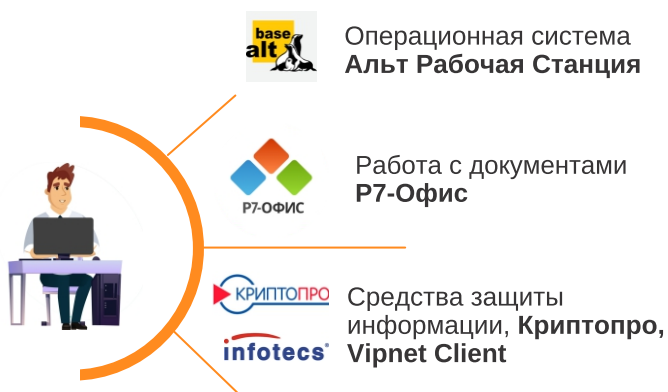 base
alt
Операционная система
Альт Рабочая Станция
Работа с документами
Р7-Офис
Р7-ОФИС
КРИПТОПРО
Средства защиты
информации, Криптопро,
Vipnet Client
infotecs®